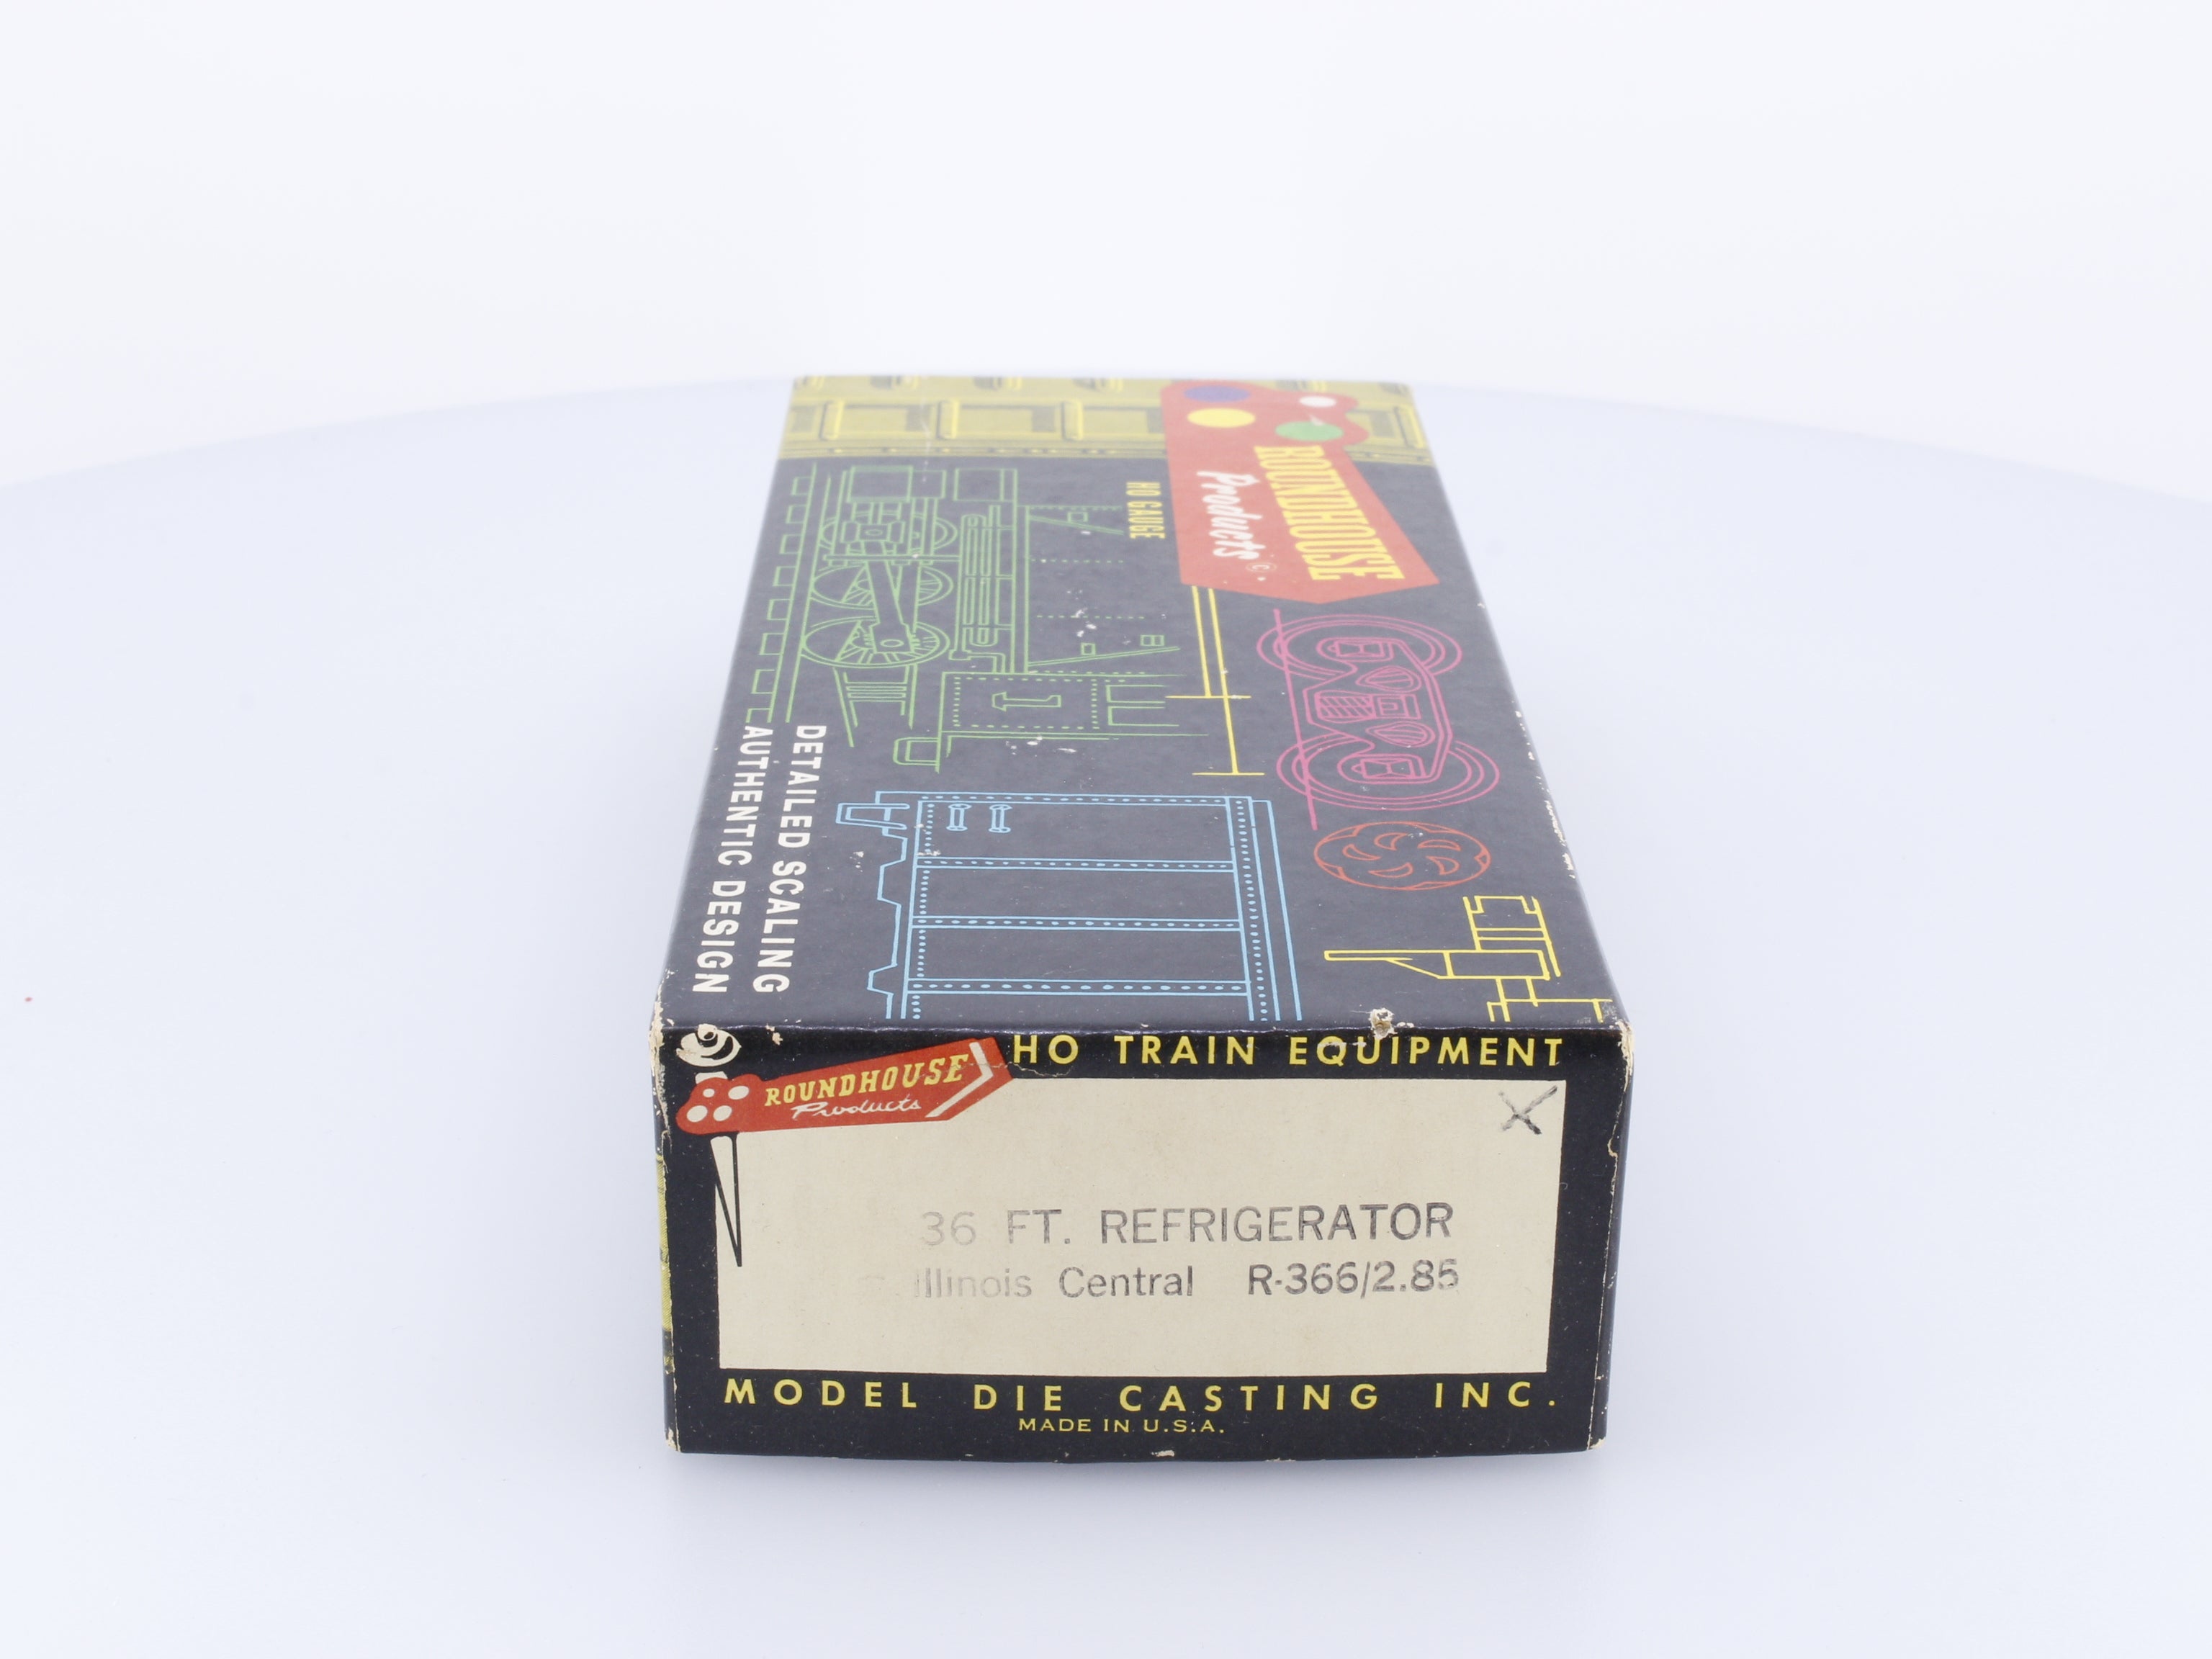 ROUNDHOUSE
Products ©
HO GAUGE
1
DETAILED SCALING
AUTHENTIC DESIGN
ROUNDHOUSE
Products
HO TRAIN EQUIPMENT
X
36 FT. REFRIGERATOR
Illinois Central R-366/2.85
MODEL DIE CASTING INC.
MADE IN U.S.A.